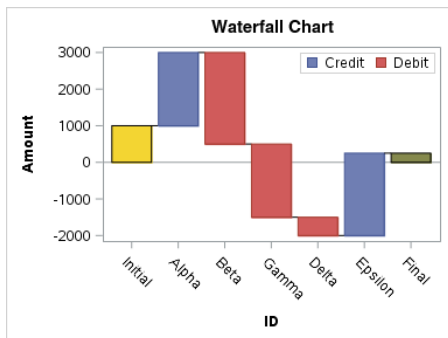 Waterfall Chart
Credit Debit
3000
2000
1000
0
-1000
-2000
Amount
Initial
Alpha
Beta
Gamma
Delta
Epsilon
Final
ID